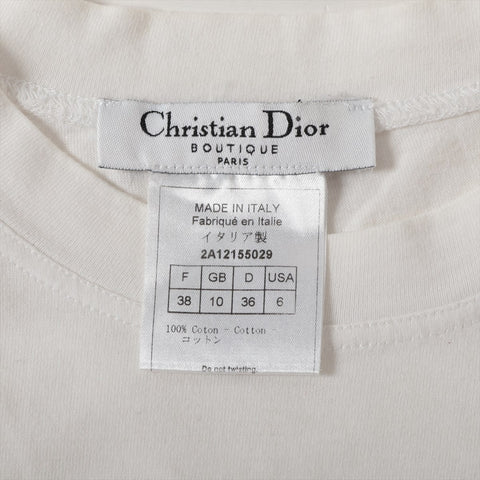 Christian Dior
BOUTIQUE
PARIS
MADE IN ITALY
Fabriqué en Italie
イタリア製
2A12155029
F GB D USA
38 10 36 6
100% Coton - Cotton -
コットン
Do not twisting.